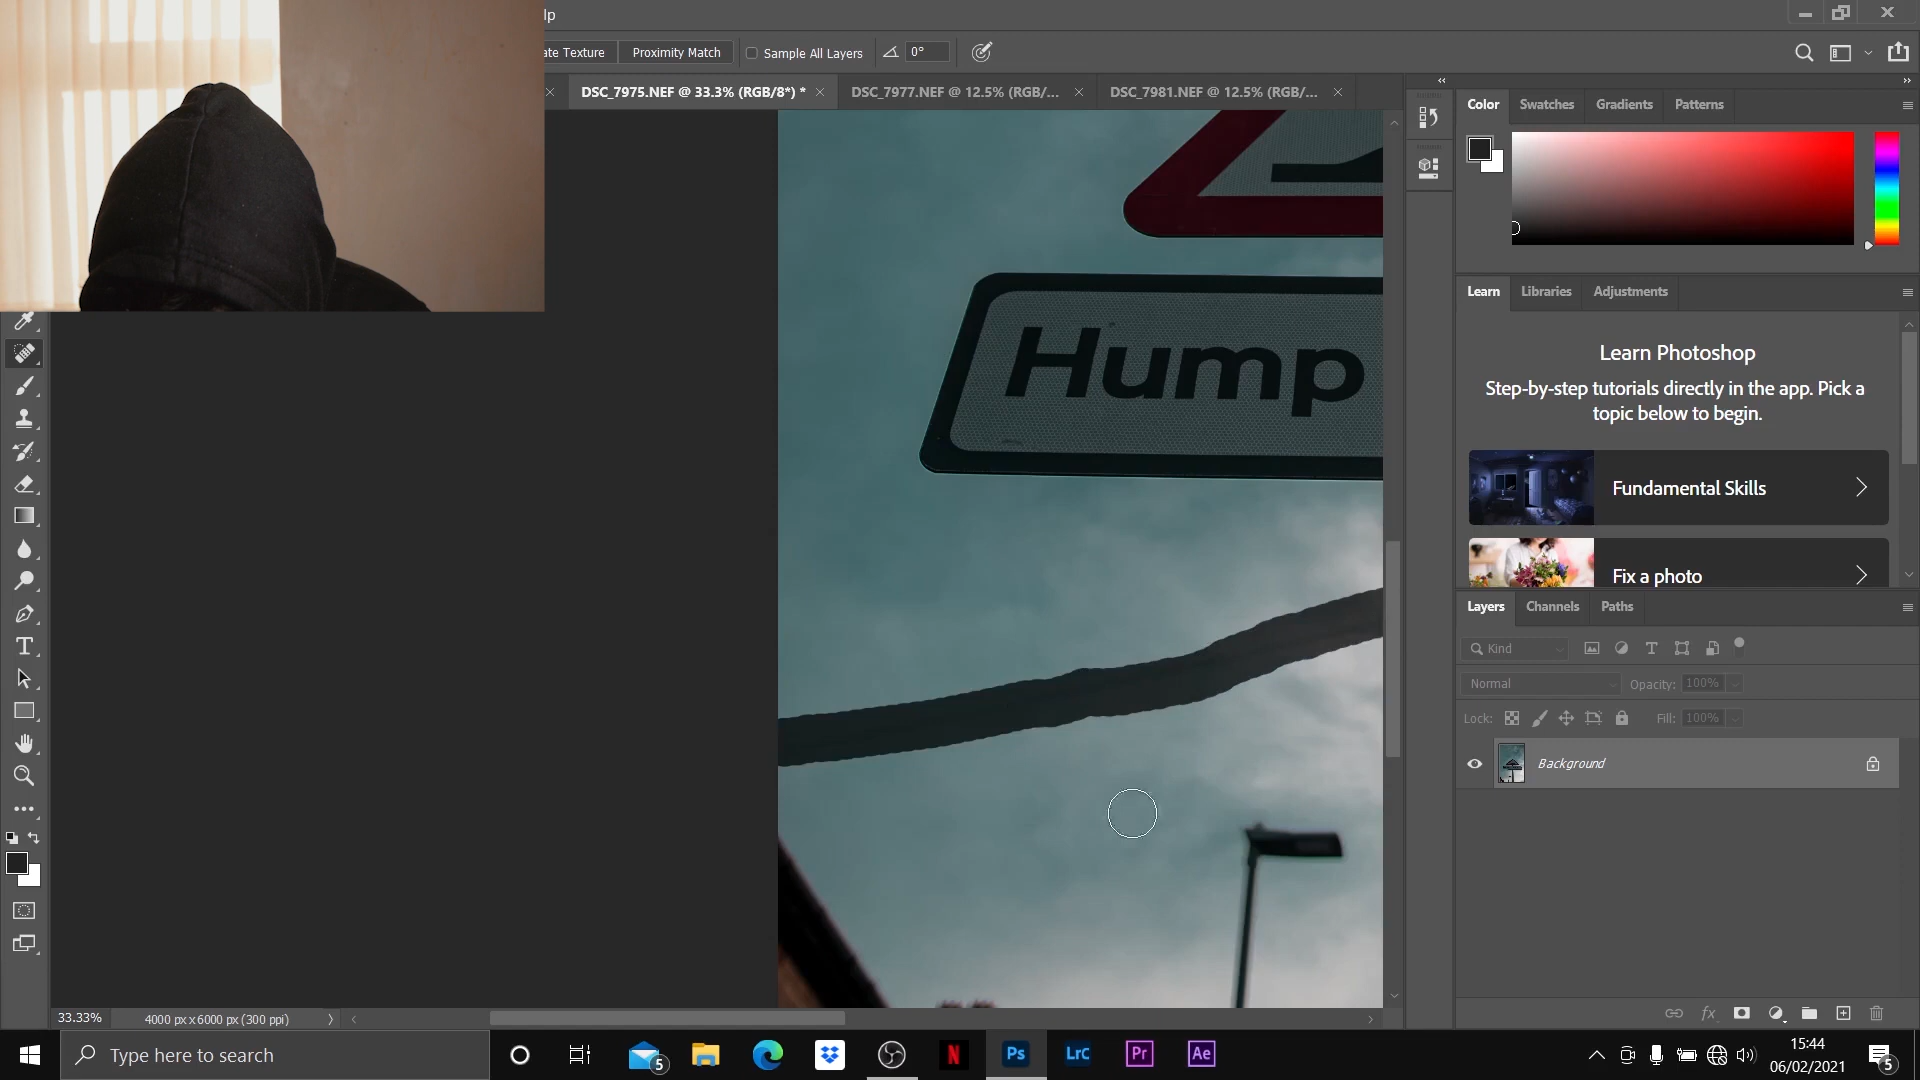 lp
ate Texture Proximity Match Sample All Layers 0°
DSC_7975.NEF @ 33.3% (RGB/8*) * DSC_7977.NEF @ 12.5% (RGB/... DSC_7981.NEF @ 12.5% (RGB/...
Color Swatches Gradients Patterns
Learn Libraries Adjustments
Hump
Learn Photoshop
Step-by-step tutorials directly in the app. Pick a
topic below to begin.
Fundamental Skills
Fix a photo
Layers Channels Paths
Kind
Normal Opacity: 100%
Lock: Fill: 100%
Background
33.33% 4000 px x 6000 px (300 ppi)
Type here to search
5
N
Ps
LrC
Pr
Ae
15:44
06/02/2021
5